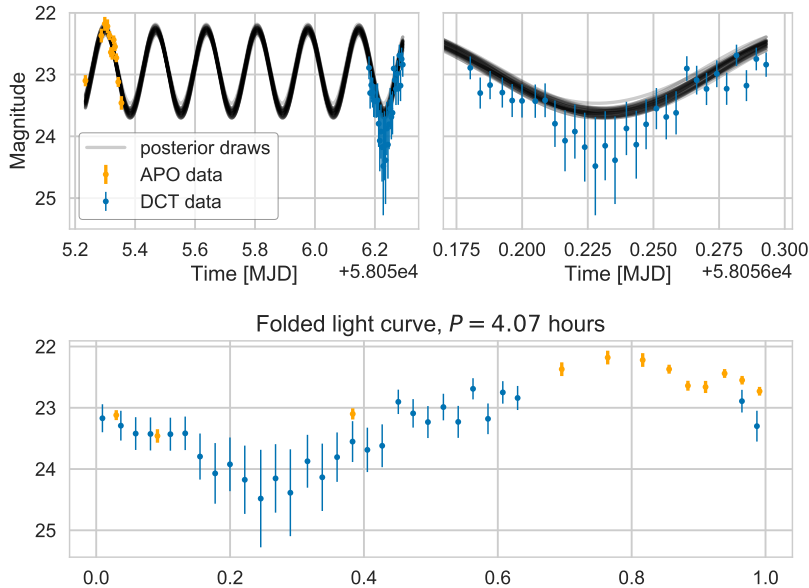 22
23
24
25
Magnitude
posterior draws
APO data
DCT data
5.2 5.4 5.6 5.8 6.0 6.2
Time [MJD] +5.805e4
0.175 0.200 0.225 0.250 0.275 0.300
Time [MJD] +5.8056e4
Folded light curve, P = 4.07 hours
22
23
24
25
0.0 0.2 0.4 0.6 0.8 1.0